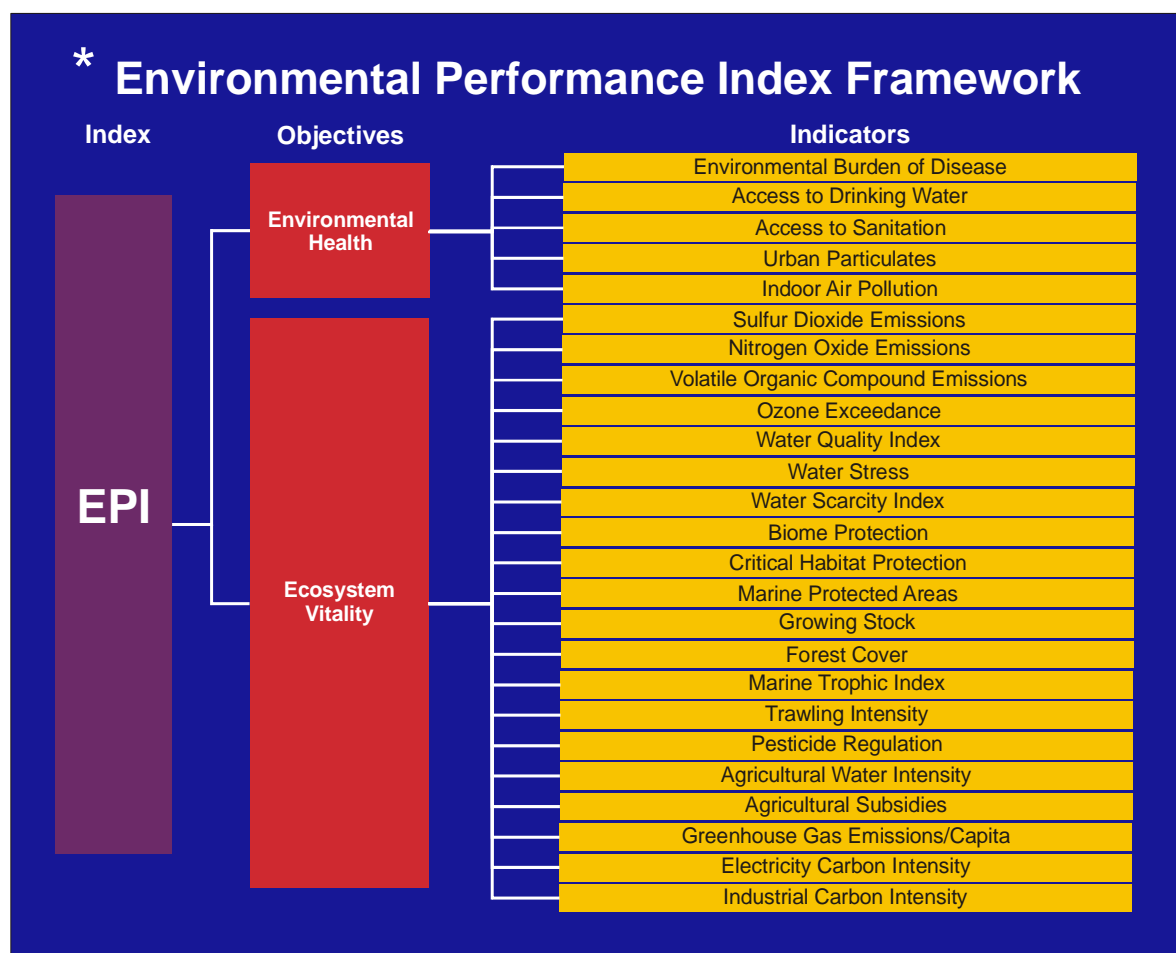 * Environmental Performance Index Framework
Index
Objectives
Indicators
EPI
Environmental
Health
Ecosystem
Vitality
Environmental Burden of Disease
Access to Drinking Water
Access to Sanitation
Urban Particulates
Indoor Air Pollution
Sulfur Dioxide Emissions
Nitrogen Oxide Emissions
Volatile Organic Compound Emissions
Ozone Exceedance
Water Quality Index
Water Stress
Water Scarcity Index
Biome Protection
Critical Habitat Protection
Marine Protected Areas
Growing Stock
Forest Cover
Marine Trophic Index
Trawling Intensity
Pesticide Regulation
Agricultural Water Intensity
Agricultural Subsidies
Greenhouse Gas Emissions/Capita
Electricity Carbon Intensity
Industrial Carbon Intensity